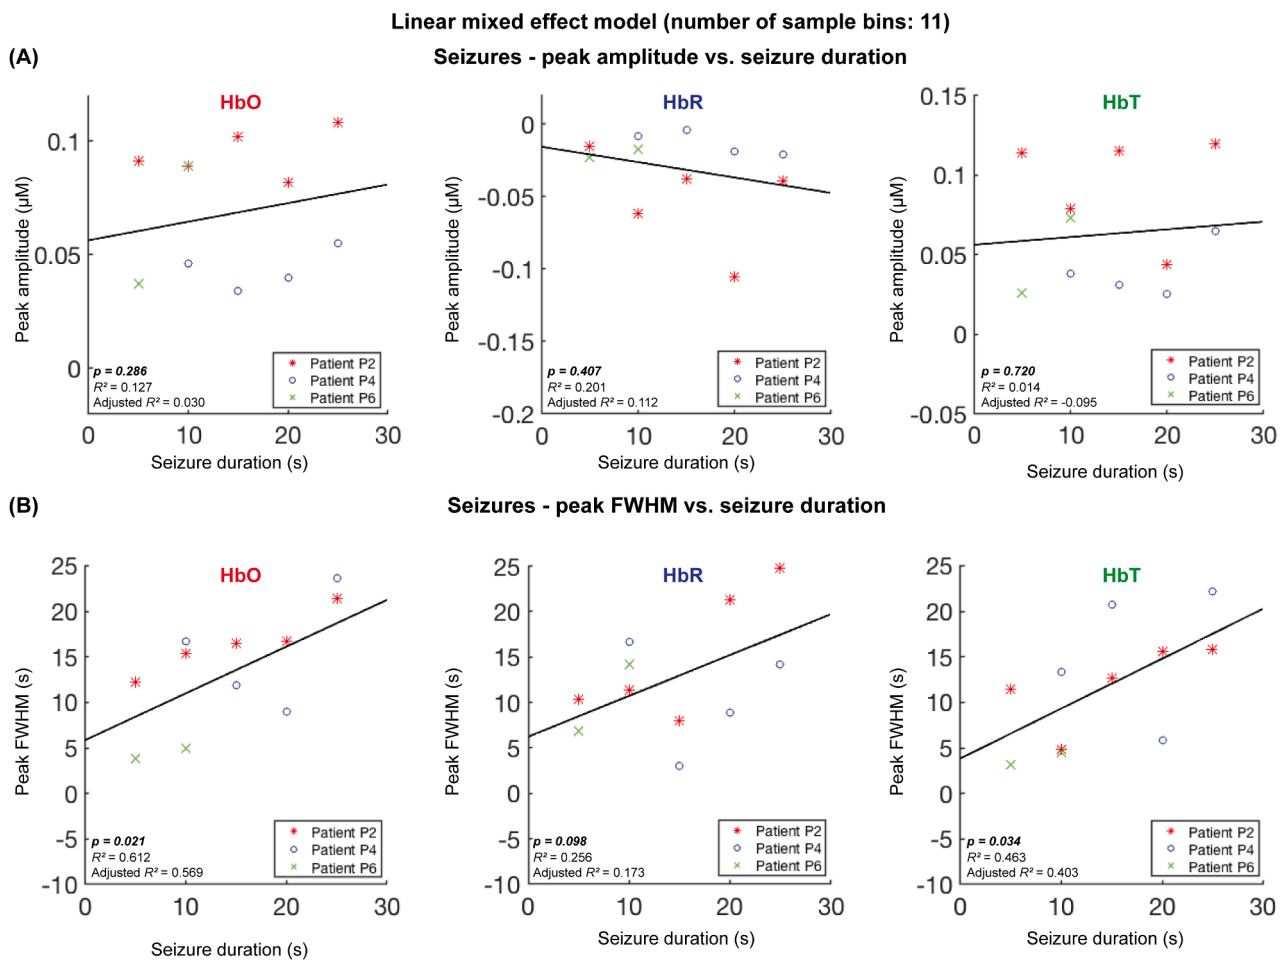 Linear mixed effect model (number of sample bins: 11)
(A)
Seizures - peak amplitude vs. seizure duration
HbO
Peak amplitude (μM)
0.1
0.05
0
p = 0.286
R² = 0.127
Adjusted R² = 0.030
Patient P2
Patient P4
Patient P6
0 10 20 30
Seizure duration (s)
HbR
Peak amplitude (μM)
0
-0.05
-0.1
-0.15
-0.2
p = 0.407
R² = 0.201
Adjusted R² = 0.112
Patient P2
Patient P4
Patient P6
0 10 20 30
Seizure duration (s)
HbT
Peak amplitude (μM)
0.15
0.1
0.05
0
-0.05
p = 0.720
R² = 0.014
Adjusted R² = -0.095
Patient P2
Patient P4
Patient P6
0 10 20 30
Seizure duration (s)
(B)
Seizures - peak FWHM vs. seizure duration
HbO
Peak FWHM (s)
25
20
15
10
5
0
-5
-10
p = 0.021
R² = 0.612
Adjusted R² = 0.569
Patient P2
Patient P4
Patient P6
0 10 20 30
Seizure duration (s)
HbR
Peak FWHM (s)
25
20
15
10
5
0
-5
-10
p = 0.098
R² = 0.256
Adjusted R² = 0.173
Patient P2
Patient P4
Patient P6
0 10 20 30
Seizure duration (s)
HbT
Peak FWHM (s)
25
20
15
10
5
0
-5
-10
p = 0.034
R² = 0.463
Adjusted R² = 0.403
Patient P2
Patient P4
Patient P6
0 10 20 30
Seizure duration (s)